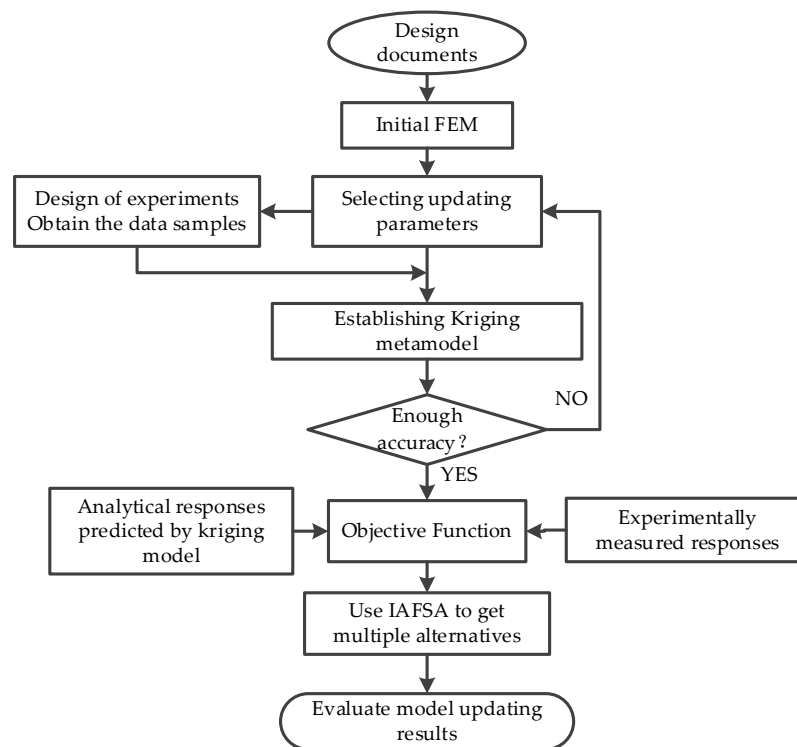 Design
documents
Initial FEM
Design of experiments
Obtain the data samples
Selecting updating
parameters
Establishing Kriging
metamodel
Enough
accuracy?
NO
YES
Analytical responses
predicted by kriging
model
Objective Function
Experimentally
measured responses
Use IAFSA to get
multiple alternatives
Evaluate model updating
results